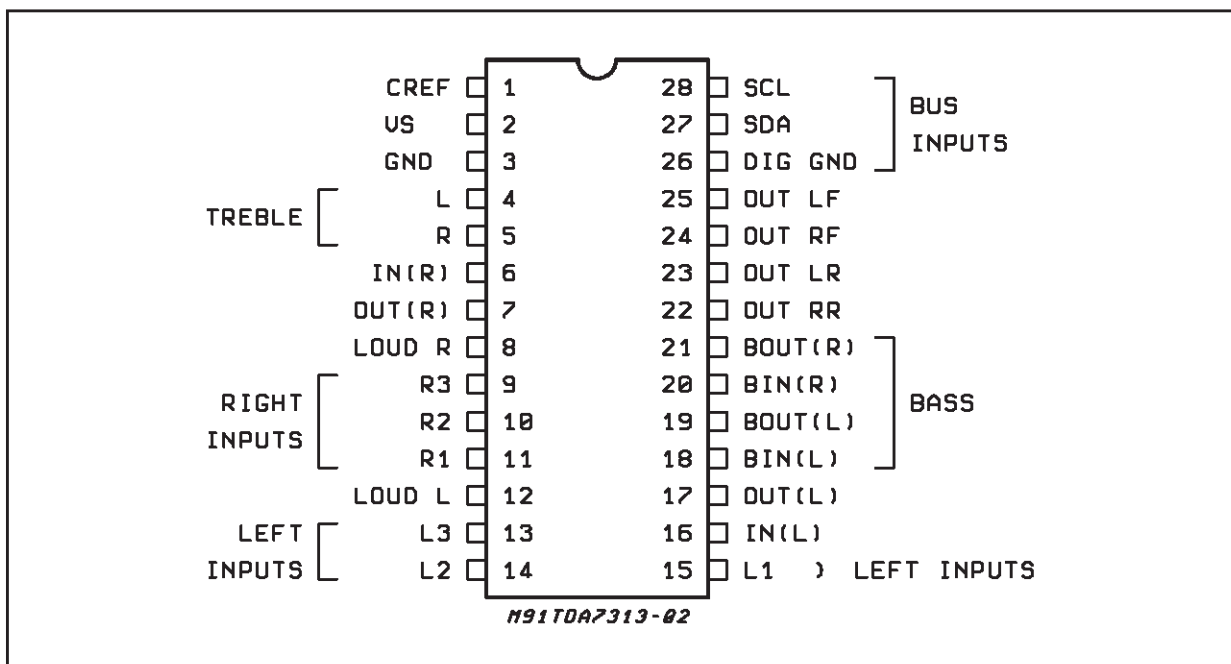 CREF 1 28 SCL
VS 2 27 SDA
BUS
INPUTS
GND 3 26 DIG GND
L 4 25 OUT LF
TREBLE
R 5 24 OUT RF
IN(R) 6 23 OUT LR
OUT(R) 7 22 OUT RR
LOUD R 8 21 BOUT(R)
R3 9 20 BIN(R)
RIGHT
INPUTS
BASS
R2 10 19 BOUT(L)
R1 11 18 BIN(L)
LOUD L 12 17 OUT(L)
LEFT
INPUTS
L3 13 16 IN(L)
L2 14 15 L1 ) LEFT INPUTS
M91TDA7313-02